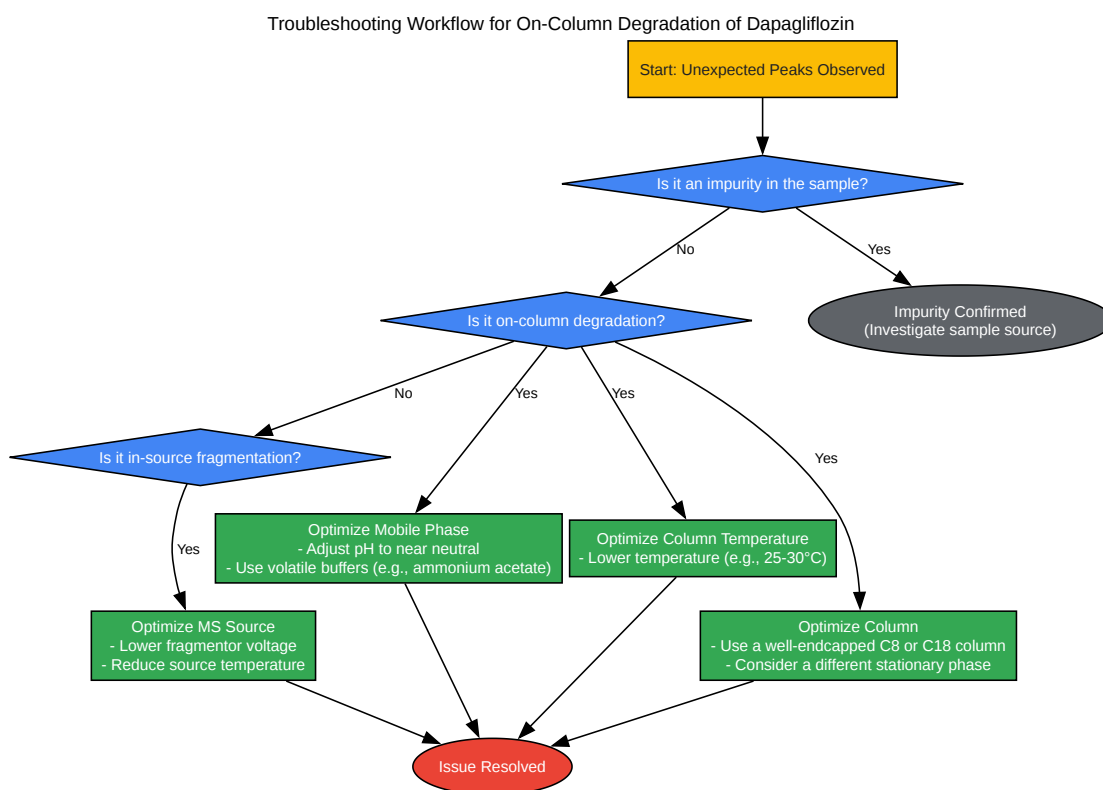 Troubleshooting Workflow for On-Column Degradation of Dapagliflozin
Start: Unexpected Peaks Observed
Is it an impurity in the sample?
No
Yes
Is it on-column degradation?
Impurity Confirmed
(Investigate sample source)
No
Yes
Yes
Yes
Is it in-source fragmentation?
Yes
Optimize Mobile Phase
- Adjust pH to near neutral
- Use volatile buffers (e.g., ammonium acetate)
Optimize Column Temperature
- Lower temperature (e.g., 25-30°C)
Optimize MS Source
- Lower fragmentor voltage
- Reduce source temperature
Optimize Column
- Use a well-endcapped C8 or C18 column
- Consider a different stationary phase
Issue Resolved